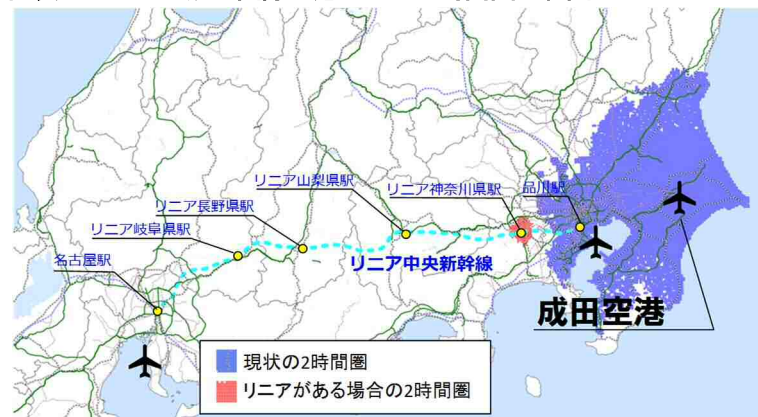 リニア山梨県駅
リニア神奈川県駅
品川駅
リニア長野県駅
リニア岐阜県駅
名古屋駅
リニア中央新幹線
成田空港
現状の2時間圏
リニアがある場合の2時間圏